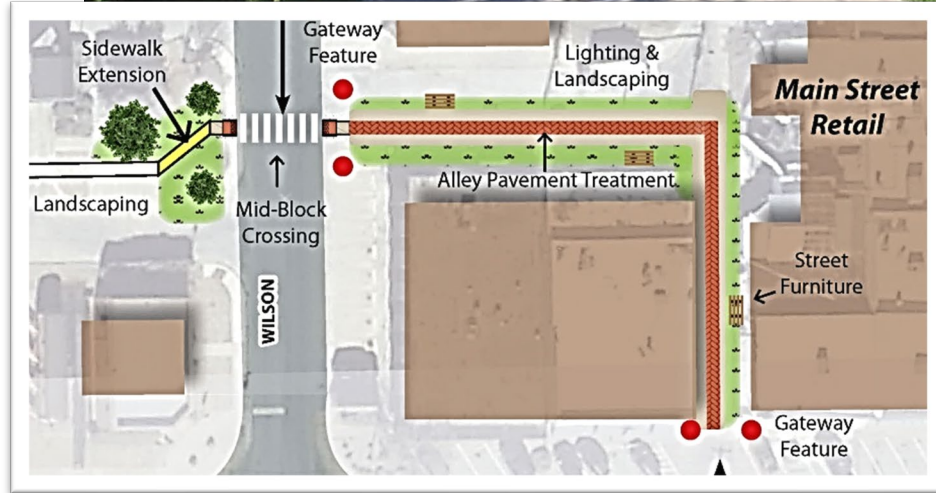 Sidewalk
Extension
Gateway
Feature
Lighting &
Landscaping
Main Street
Retail
Alley Pavement Treatment
Landscaping
Mid-Block
Crossing
WILSON
Street
Furniture
Gateway
Feature